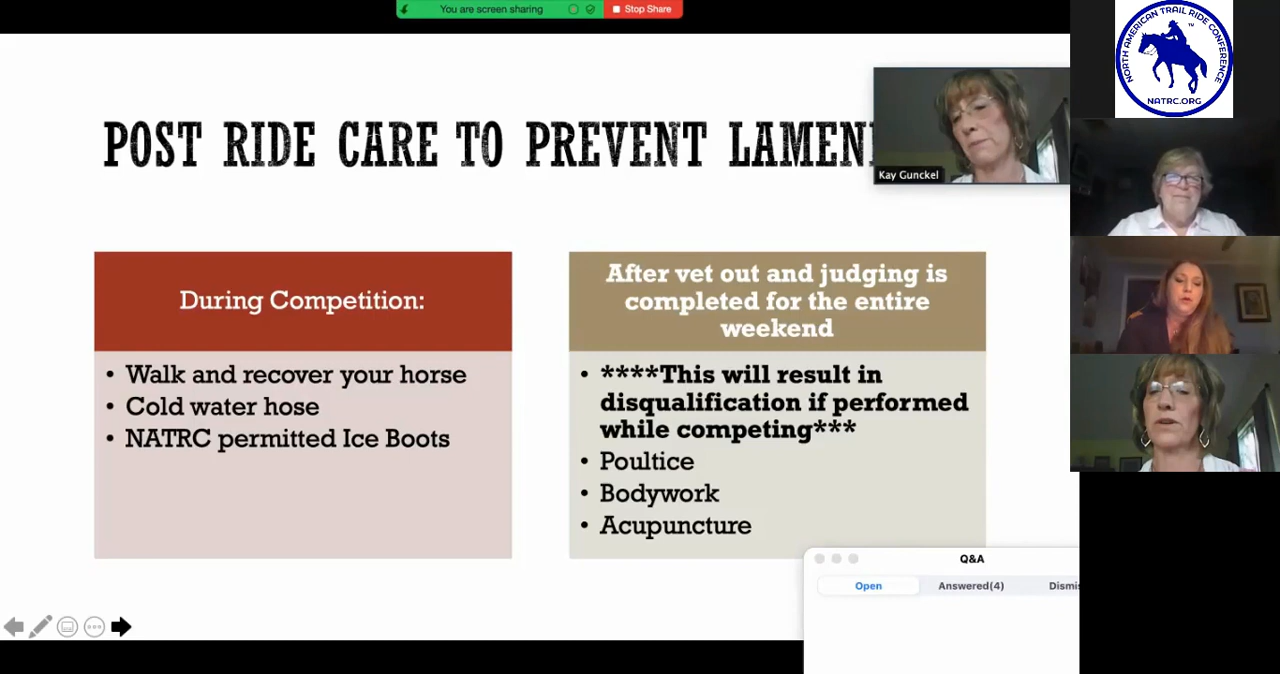 You are screen sharing
Stop Share
NORTH AMERICAN TRAIL RIDE CONFERENCE
TM
NATRC.ORG
POST RIDE CARE TO PREVENT LAMEN
Kay Gunckel
During Competition:
• Walk and recover your horse
• Cold water hose
• NATRC permitted Ice Boots
After vet out and judging is
completed for the entire
weekend
• ****This will result in
disqualification if performed
while competing***
• Poultice
• Bodywork
• Acupuncture
Q&A
Open
Answered(4)
Dismi